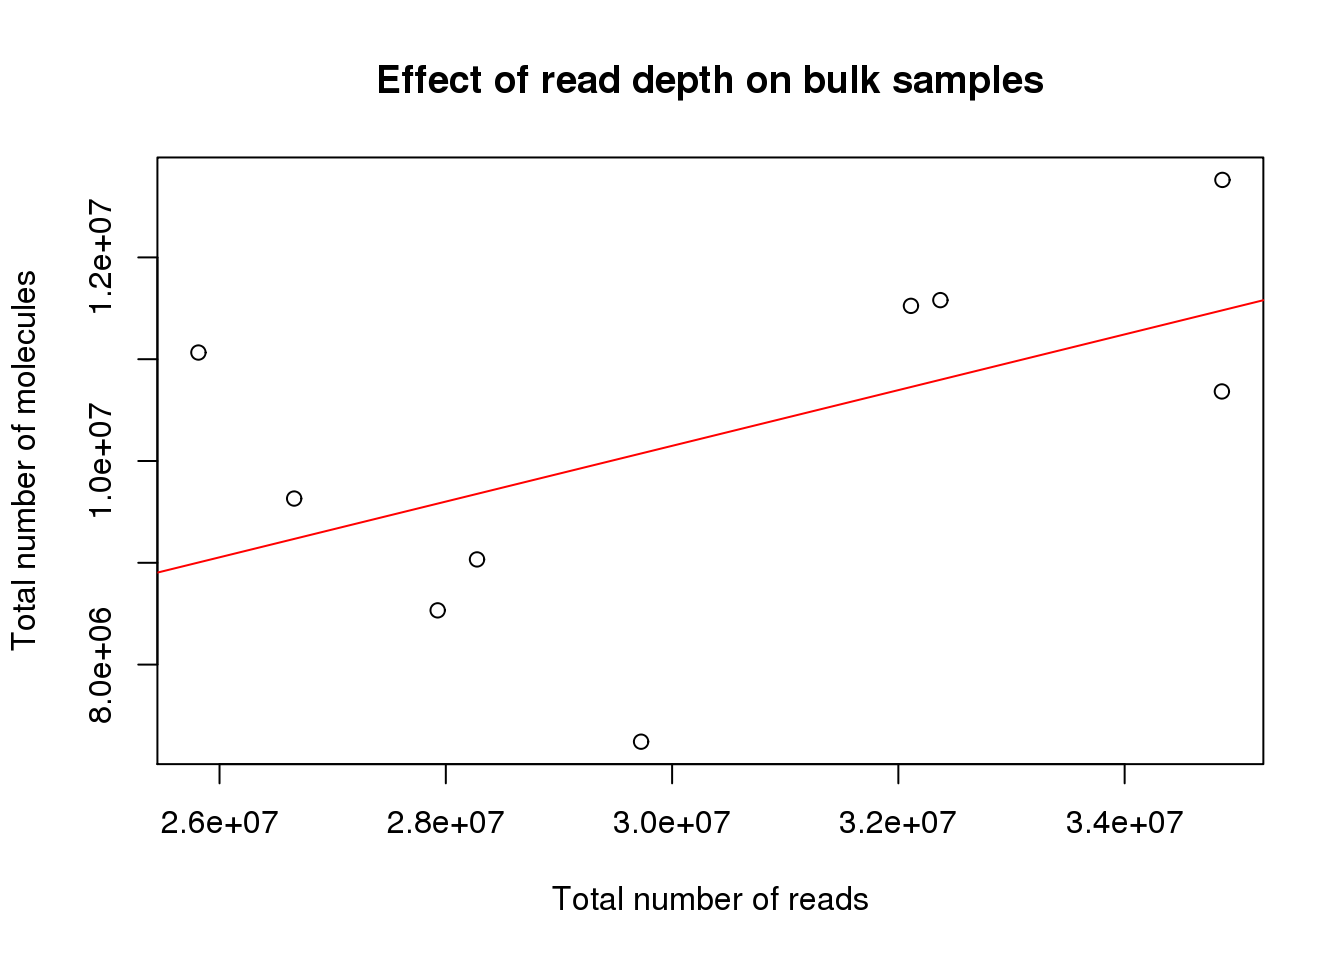 Effect of read depth on bulk samples
Total number of molecules
1.2e+07
1.0e+07
8.0e+06
2.6e+07 2.8e+07 3.0e+07 3.2e+07 3.4e+07
Total number of reads